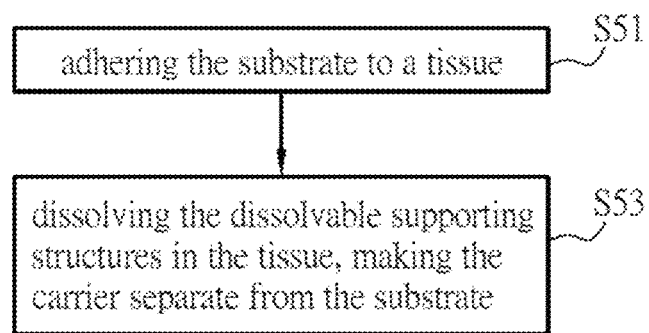 S51
adhering the substrate to a tissue
S53
dissolving the dissolvable supporting
structures in the tissue, making the
carrier separate from the substrate